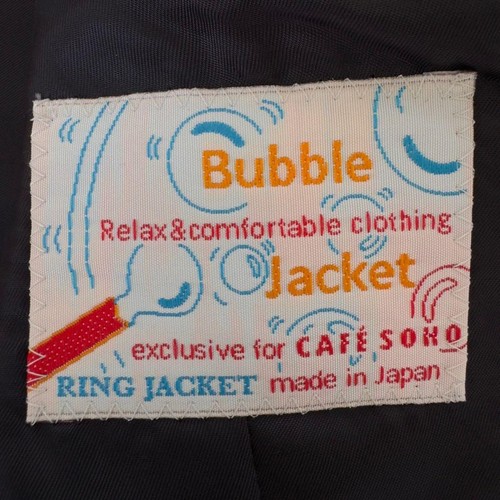 Bubble
Relax&comfortable clothing
Jacket
exclusive for CAFÉ SOHO
RING JACKET made in Japan